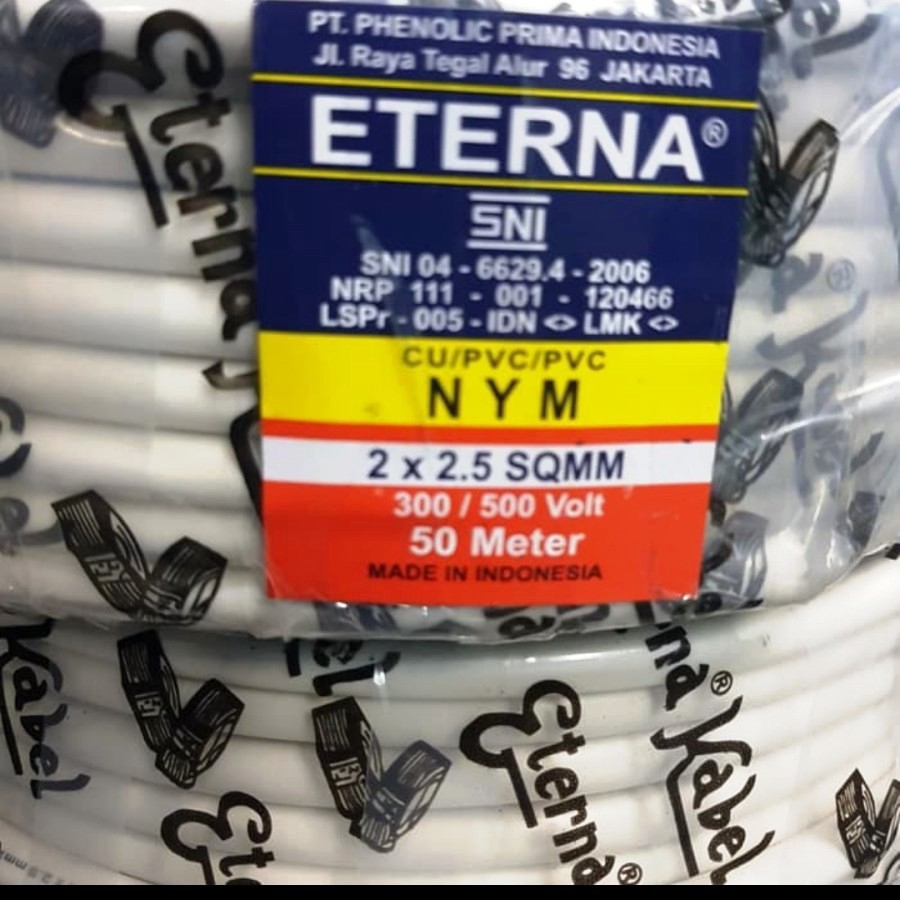 PT. PHENOLIC PRIMA INDONESIA
Jl. Raya Tegal Alur 96 JAKARTA
ETERNA®
SNI
SNI 04 - 6629.4 - 2006
NRP 111 - 001 - 120466
LSPr - 005 - IDN <> LMK <>
CU/PVC/PVC
NYM
2 x 2.5 SQMM
300 / 500 Volt
50 Meter
MADE IN INDONESIA
Eterna
Kabel
Eterna®
Kabel